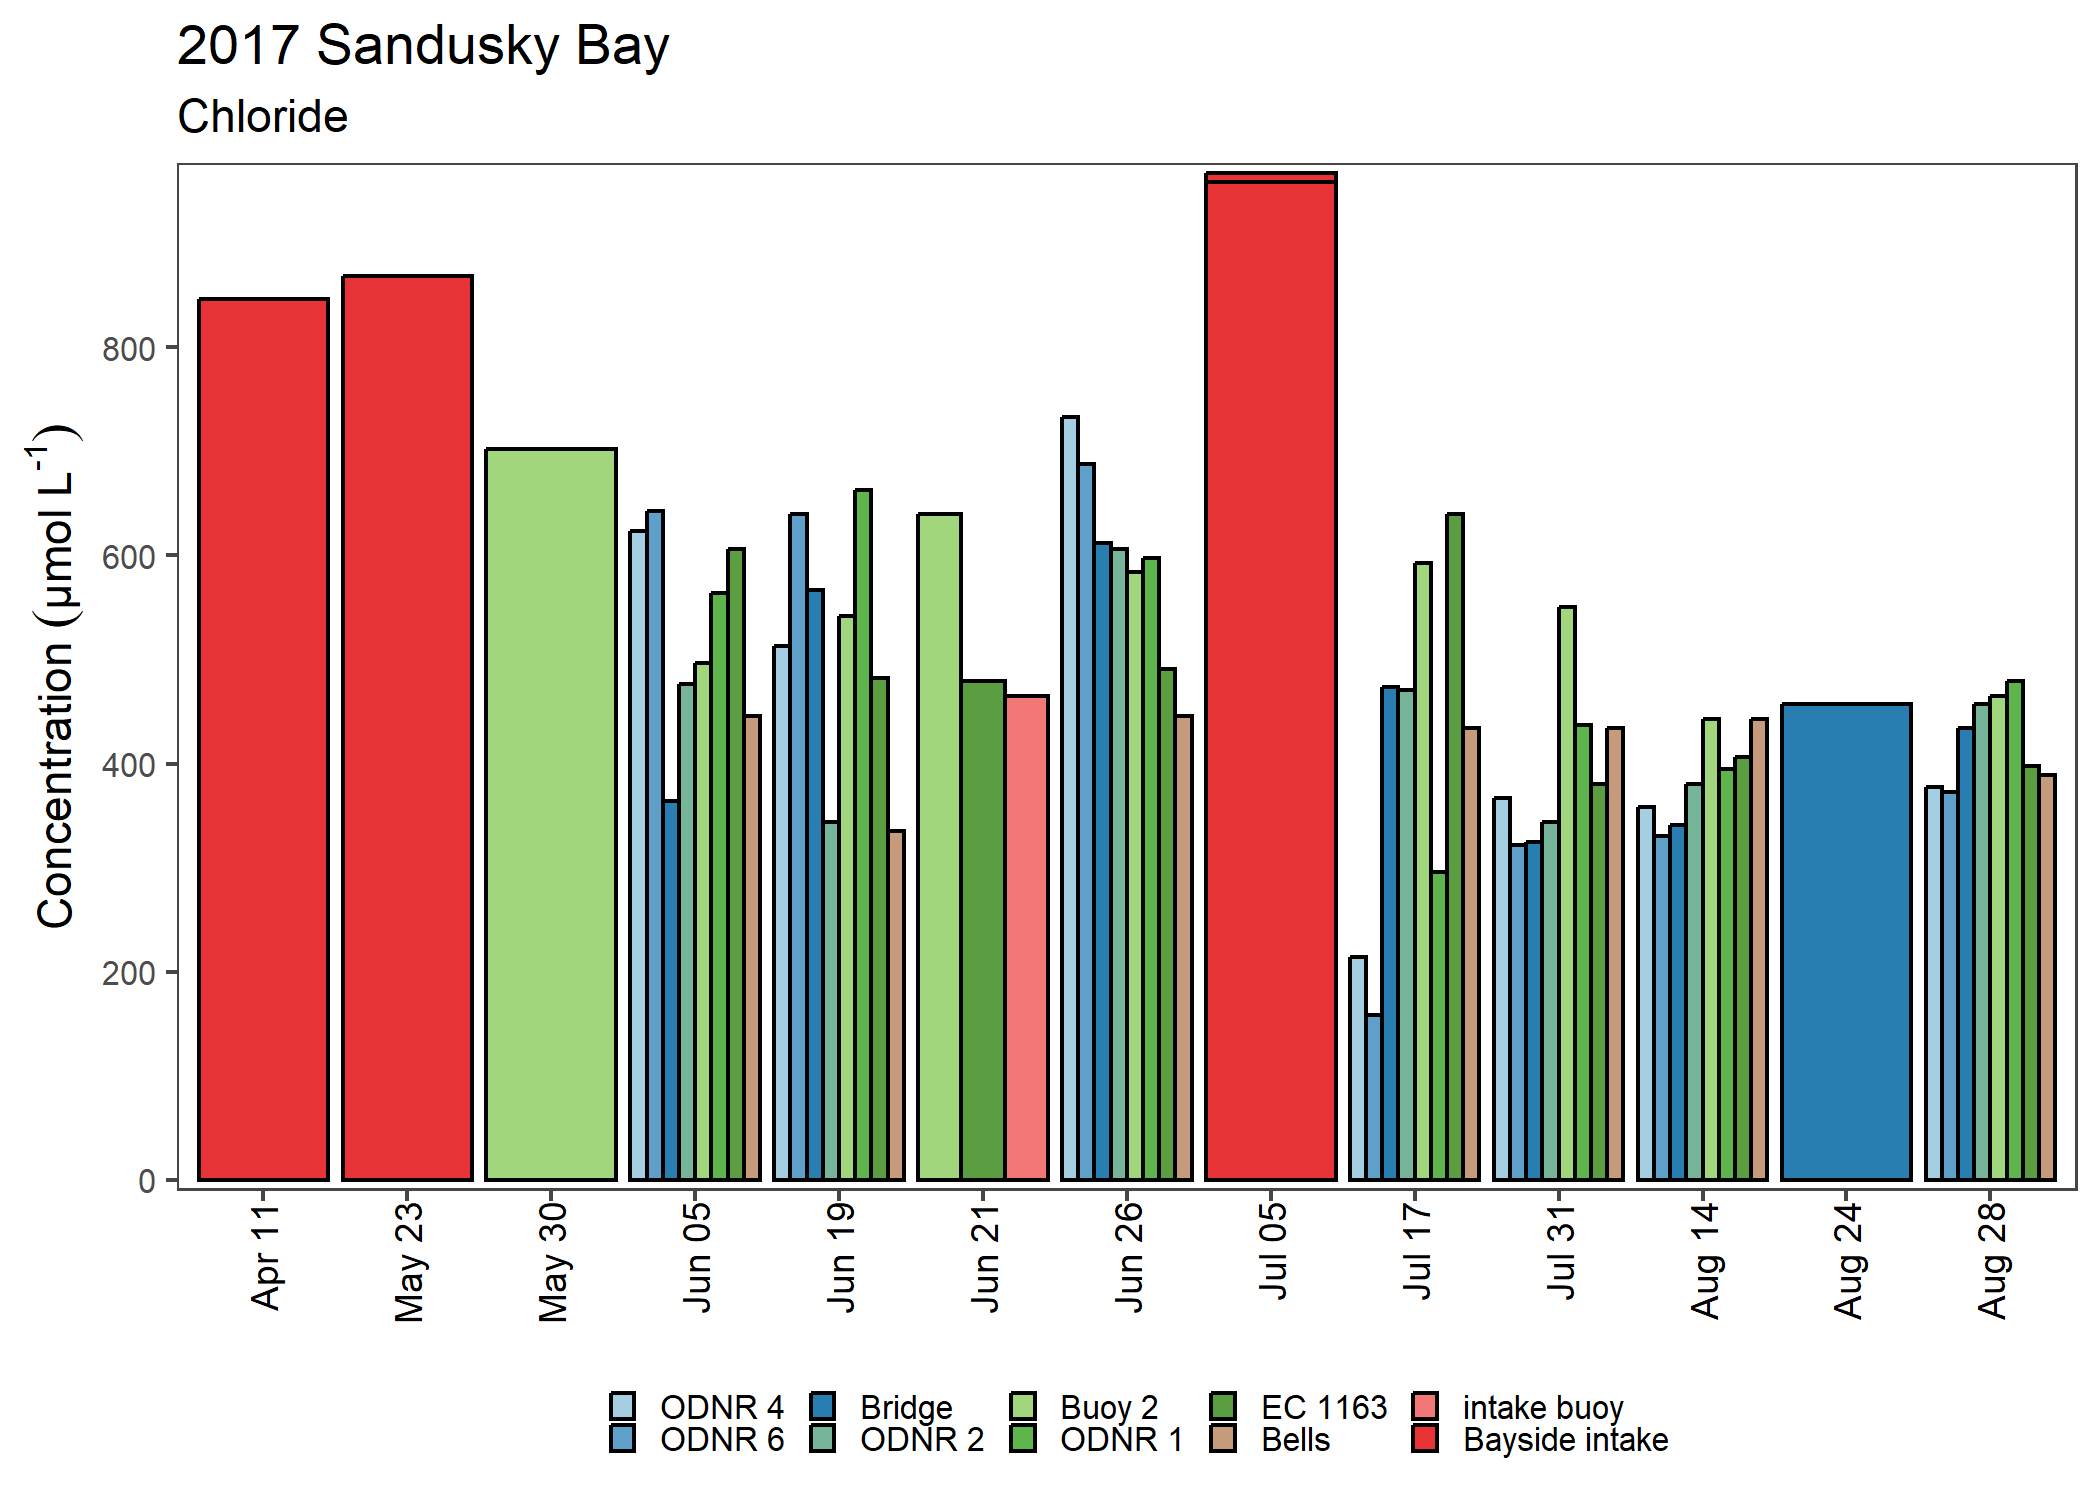 2017 Sandusky Bay
Chloride
Concentration (µmol L⁻¹)
800
600
400
200
0
Apr 11
May 23
May 30
Jun 05
Jun 19
Jun 21
Jun 26
Jul 05
Jul 17
Jul 31
Aug 14
Aug 24
Aug 28
ODNR 4 Bridge Buoy 2 EC 1163 intake buoy
ODNR 6 ODNR 2 ODNR 1 Bells Bayside intake